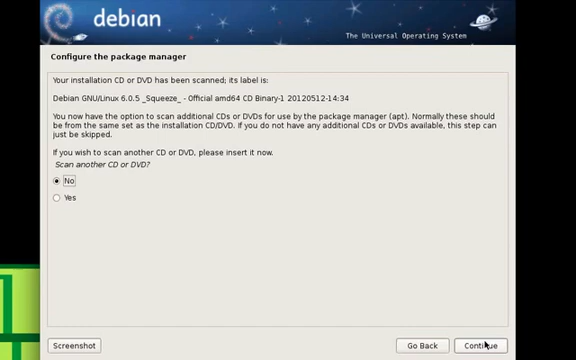 debian
The Universal Operating System
Configure the package manager
Your installation CD or DVD has been scanned; its label is:
Debian GNU/Linux 6.0.5 _Squeeze_ - Official amd64 CD Binary-1 20120512-14:34
You now have the option to scan additional CDs or DVDs for use by the package manager (apt). Normally these should
be from the same set as the installation CD/DVD. If you do not have any additional CDs or DVDs available, this step can
just be skipped.
If you wish to scan another CD or DVD, please insert it now.
Scan another CD or DVD?
No
Yes
Screenshot
Go Back
Continue